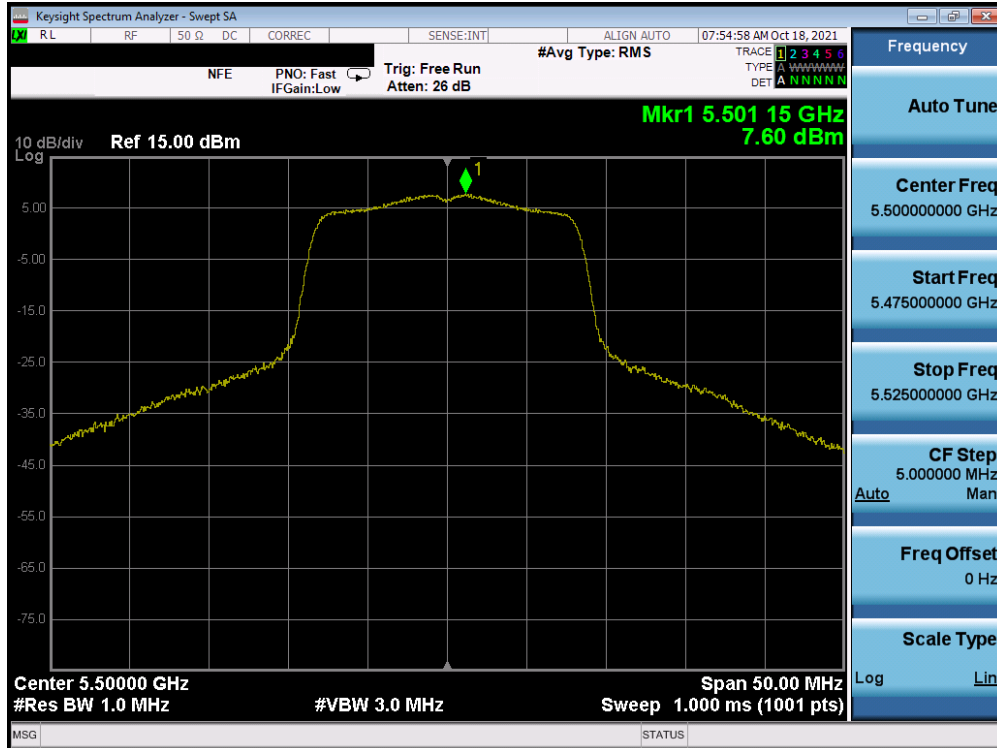 Keysight Spectrum Analyzer - Swept SA
LXI RL RF 50 Ω DC CORREC SENSE:INT ALIGN AUTO 07:54:58 AM Oct 18, 2021
NFE PNO: Fast IFGain:Low Trig: Free Run Atten: 26 dB #Avg Type: RMS
TRACE 1 2 3 4 5 6
TYPE A WWWWW
DET A N N N N N
Mkr1 5.501 15 GHz
7.60 dBm
10 dB/div Ref 15.00 dBm
Log
1
5.00
-5.00
-15.0
-25.0
-35.0
-45.0
-55.0
-65.0
-75.0
Center 5.50000 GHz Span 50.00 MHz
#Res BW 1.0 MHz #VBW 3.0 MHz Sweep 1.000 ms (1001 pts)
MSG STATUS
Frequency
Auto Tune
Center Freq
5.500000000 GHz
Start Freq
5.475000000 GHz
Stop Freq
5.525000000 GHz
CF Step
5.000000 MHz
Auto Man
Freq Offset
0 Hz
Scale Type
Log Lin